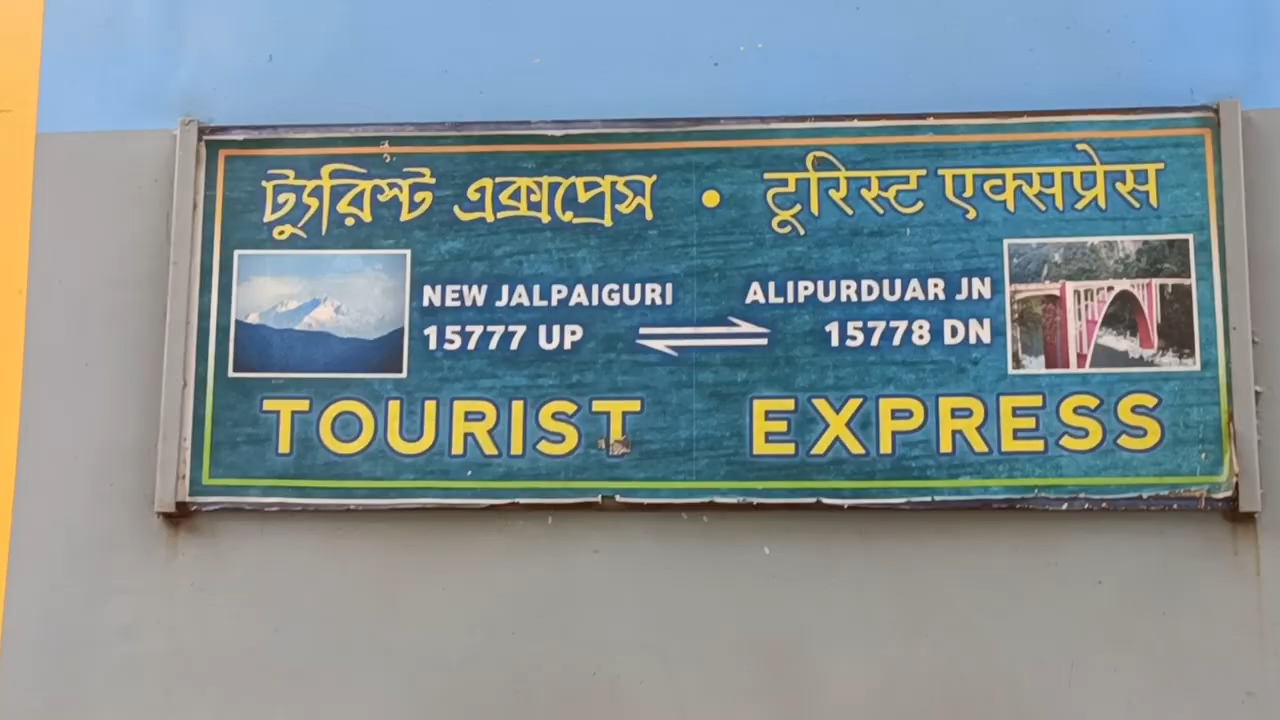 ট্যুরিস্ট এক্সপ্রেস • टूरिस्ट एक्सप्रेस
NEW JALPAIGURI ALIPURDUAR JN
15777 UP 15778 DN
TOURIST EXPRESS